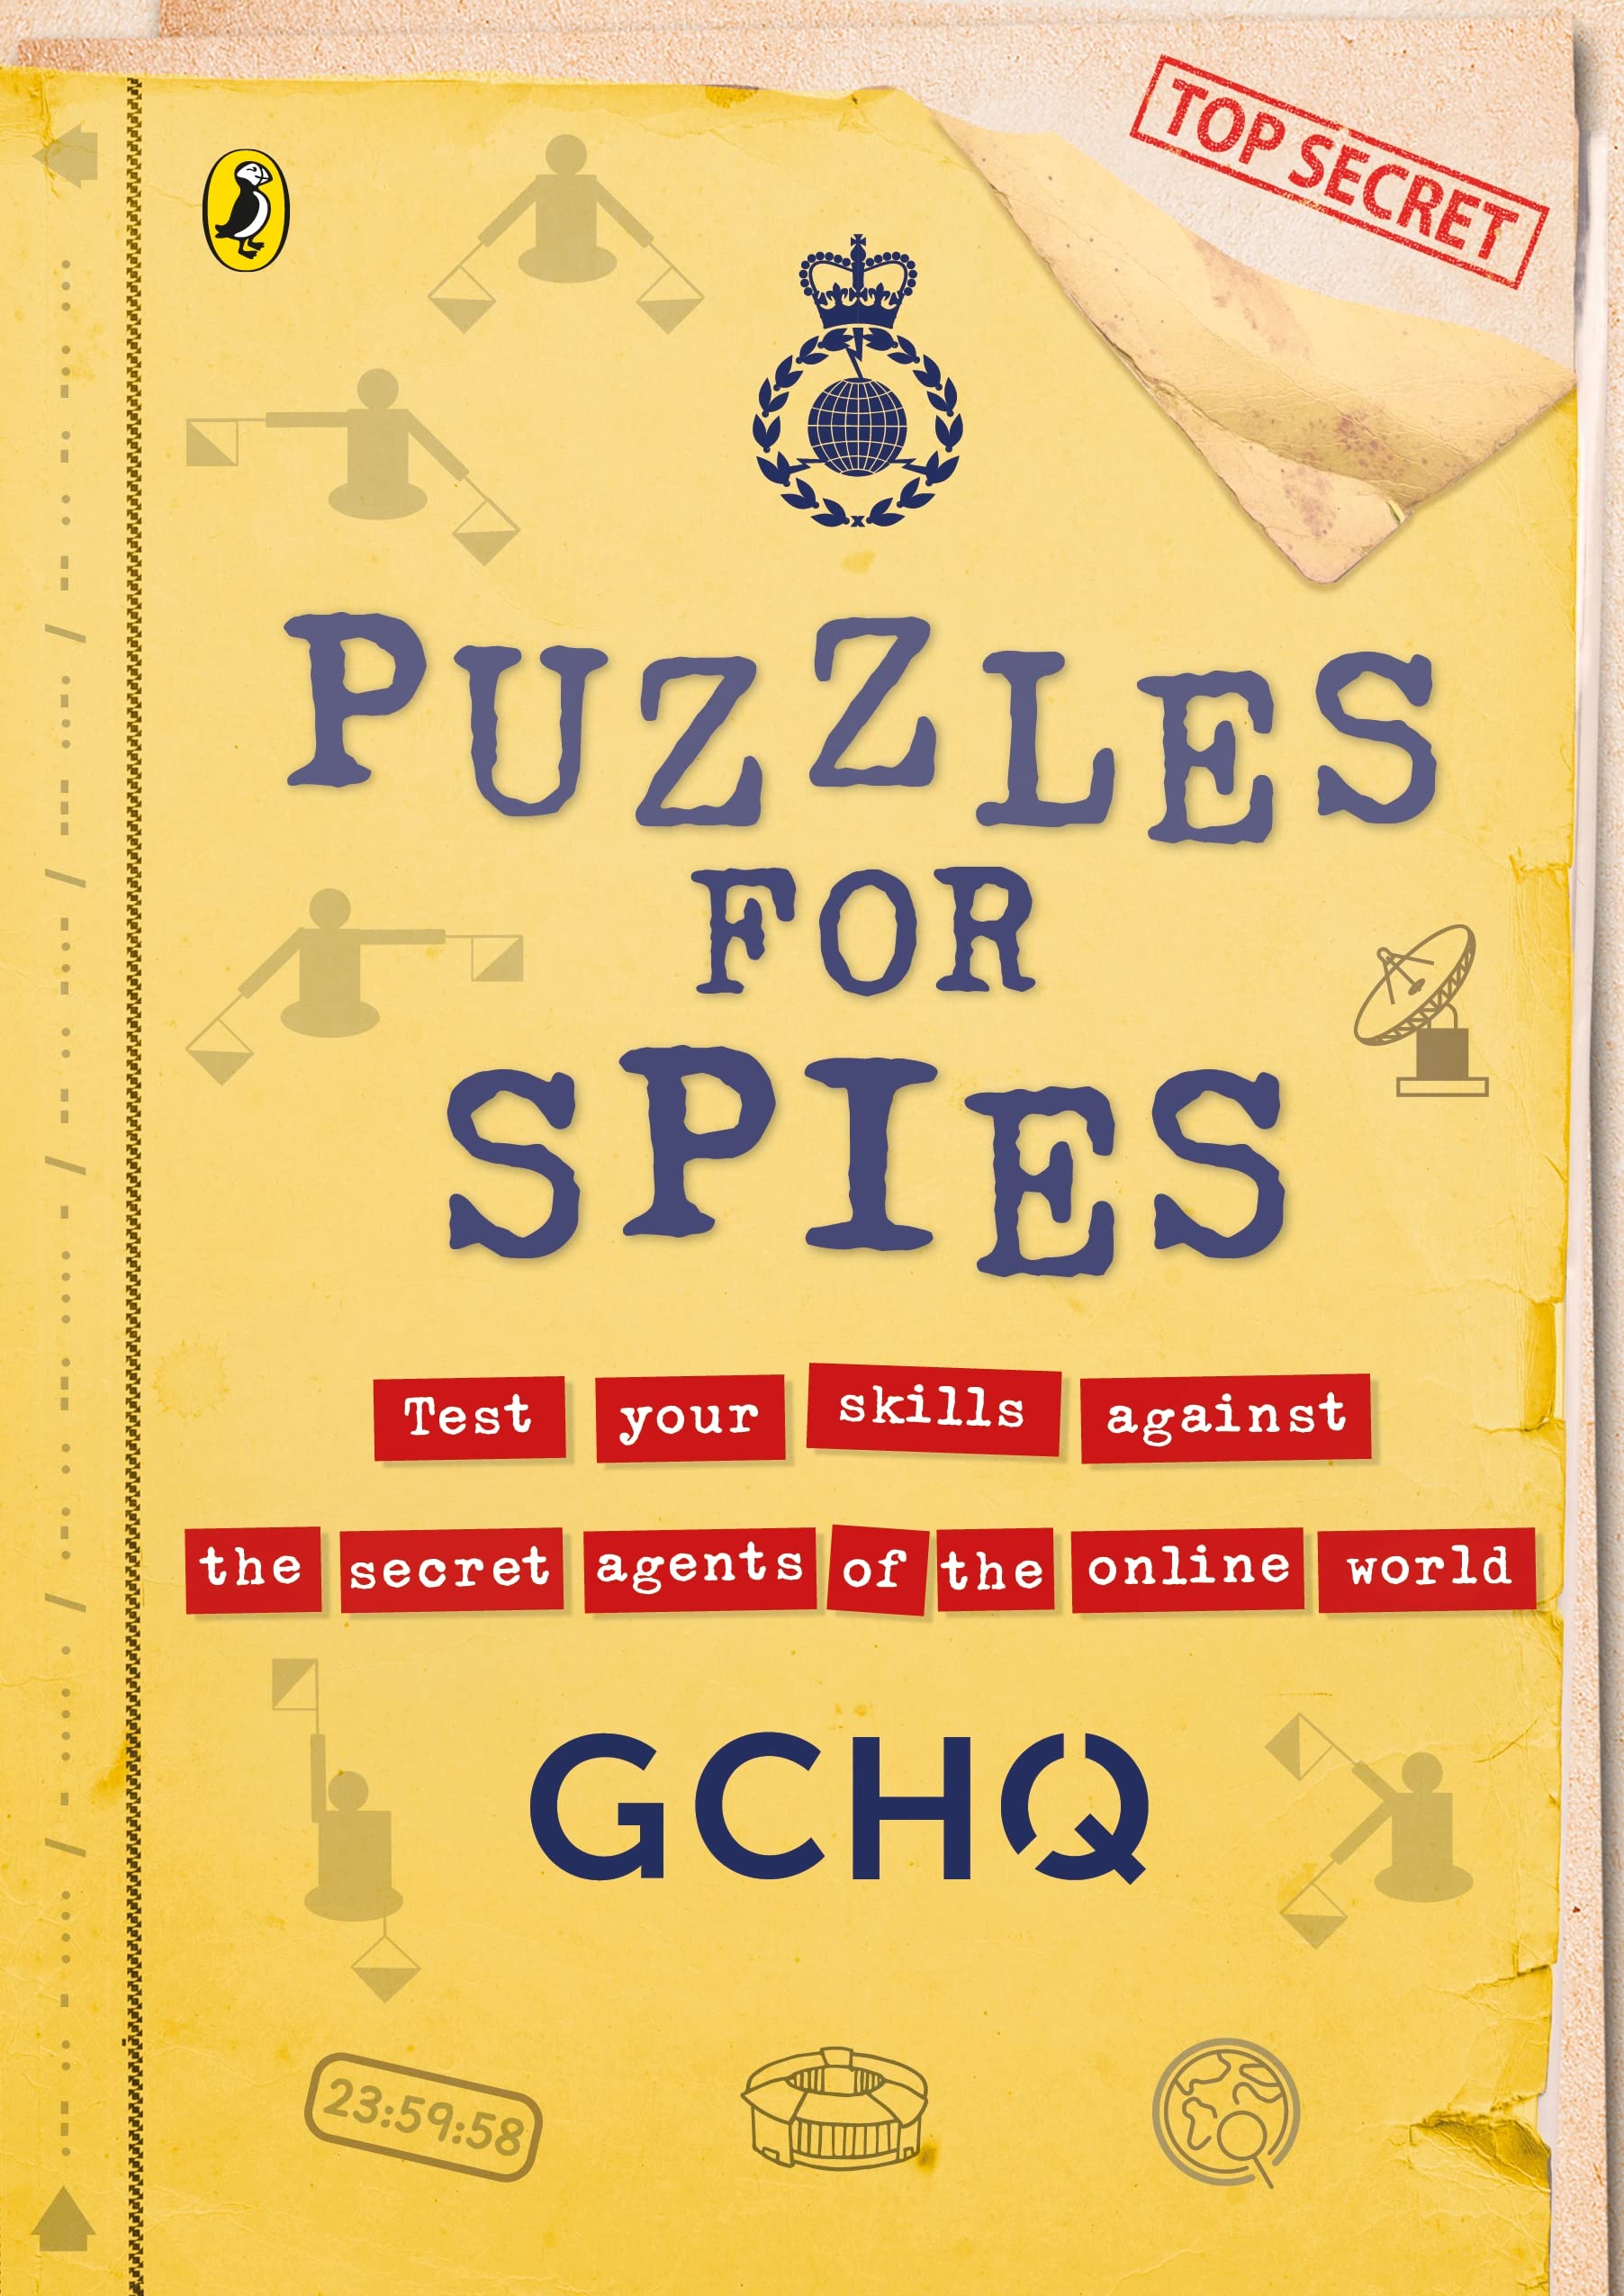 TOP SECRET
PUZZLES
FOR
SPIES
Test your skills against
the secret agents of the online world
GCHQ
23:59:58